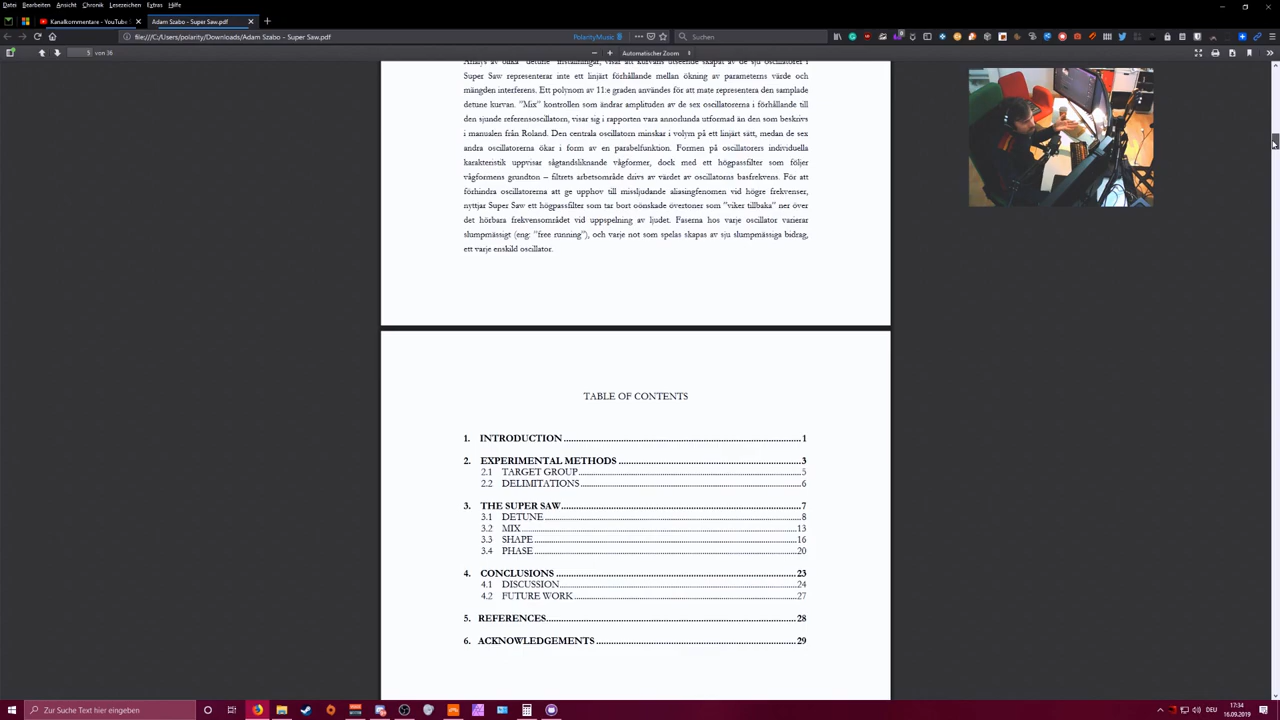 Datei Bearbeiten Ansicht Chronik Lesezeichen Extras Hilfe
Kanalkommentare - YouTube
Adam Szabo - Super Saw.pdf
file:///C:/Users/polarity/Downloads/Adam Szabo - Super Saw.pdf
PolarityMusic
Suchen
5 von 36
Automatischer Zoom
Analys av olika "detune" inställningar, visar att kurvans utseende skapas av de sju oscillatorer i
Super Saw representerar inte ett linjärt förhållande mellan ökning av parameterns värde och
mängden interferens. Ett polynom av 11:e graden användes för att mate representera den samplade
detune kurvan. "Mix" kontrollen som ändrar amplituden av de sex oscillatorerna i förhållande till
den sjunde referensoscillatorn, visar sig i rapporten vara annorlunda utformad än den som beskrivs
i manualen från Roland. Den centrala oscillatorn minskar i volym på ett linjärt sätt, medan de sex
andra oscillatorerna ökar i form av en parabelfunktion. Formen på oscillatorers individuella
karakteristik uppvisar sågtandsliknande vågformer, dock med ett högpassfilter som följer
vågformens grundton – filtrets arbetsområde drivs av värdet av oscillatorns basfrekvens. För att
förhindra oscillatorerna att ge upphov till missljudande aliasingfenomen vid högre frekvenser,
nyttjar Super Saw ett högpassfilter som tar bort oönskade övertoner som "viker tillbaka" ner över
det hörbara frekvensområdet vid uppspelning av ljudet. Faserna hos varje oscillator varierar
slumpmässigt (eng: "free running"), och varje not som spelas skapas av sju slumpmässiga bidrag,
ett varje enskild oscillator.
TABLE OF CONTENTS
1. INTRODUCTION 1
2. EXPERIMENTAL METHODS 3
2.1 TARGET GROUP 5
2.2 DELIMITATIONS 6
3. THE SUPER SAW 7
3.1 DETUNE 8
3.2 MIX 13
3.3 SHAPE 16
3.4 PHASE 20
4. CONCLUSIONS 23
4.1 DISCUSSION 24
4.2 FUTURE WORK 27
5. REFERENCES 28
6. ACKNOWLEDGEMENTS 29
Zur Suche Text hier eingeben
DEU
17:34
16.09.2019